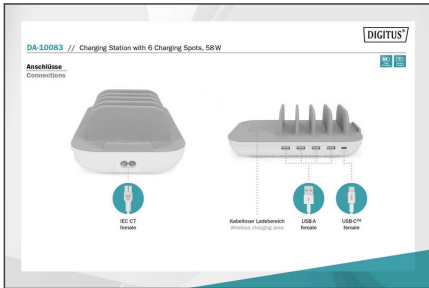 DIGITUS®
DA-10083 // Charging Station with 6 Charging Spots, 58 W
Anschlüsse
Connections
IEC C7
female
Kabelloser Ladebereich
Wireless charging area
USB-A
female
USB-C™
female